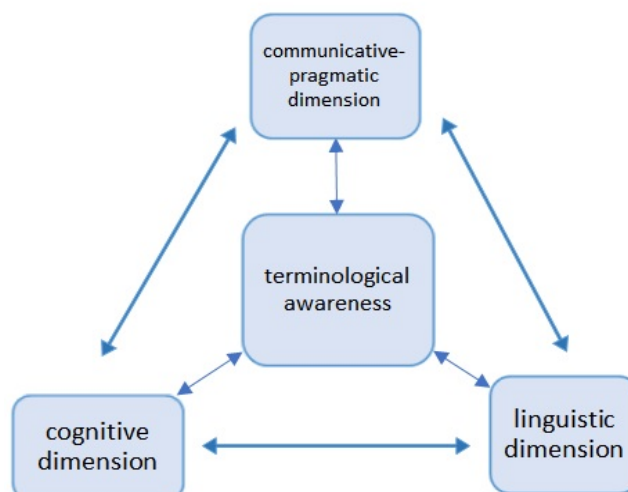 communicative-
pragmatic
dimension
terminological
awareness
cognitive
dimension
linguistic
dimension